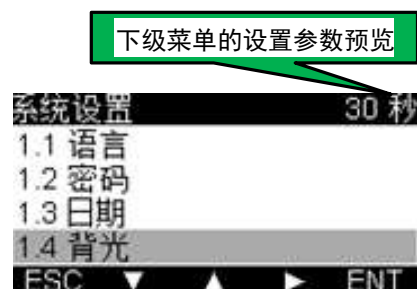 下级菜单的设置参数预览
系统设置 30 秒
1.1 语言
1.2 密码
1.3 日期
1.4 背光
ESC ▼ ▲ ► ENT